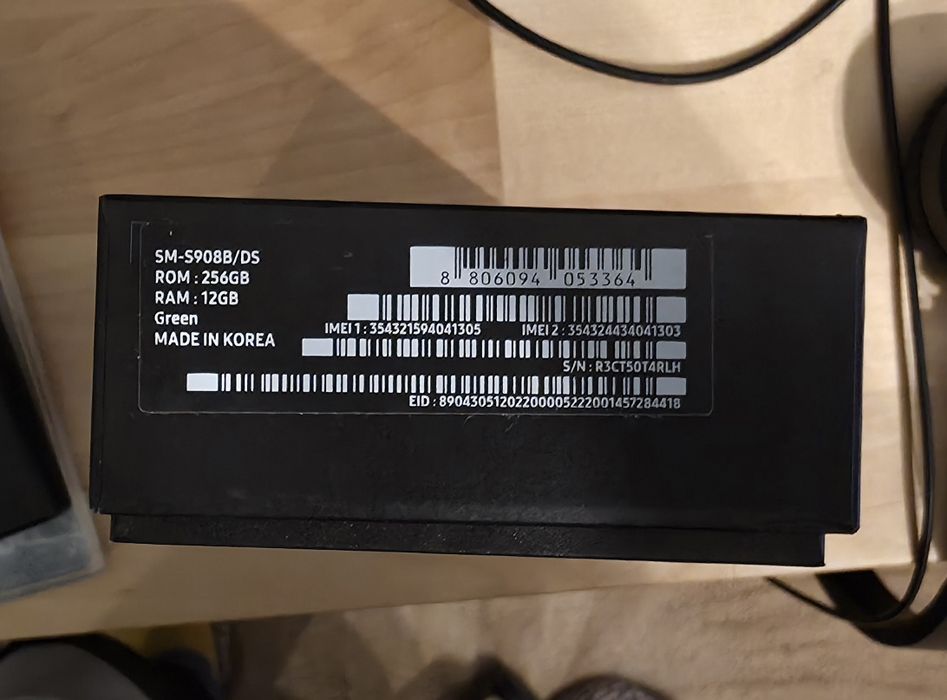 SM-S908B/DS
ROM : 256GB
RAM : 12GB
Green
MADE IN KOREA
8 806094 053364
IMEI 1 : 354321594041305 IMEI 2 : 354324434041303
S/N : R3CT50T4RLH
EID : 89043051202200005222001457284418